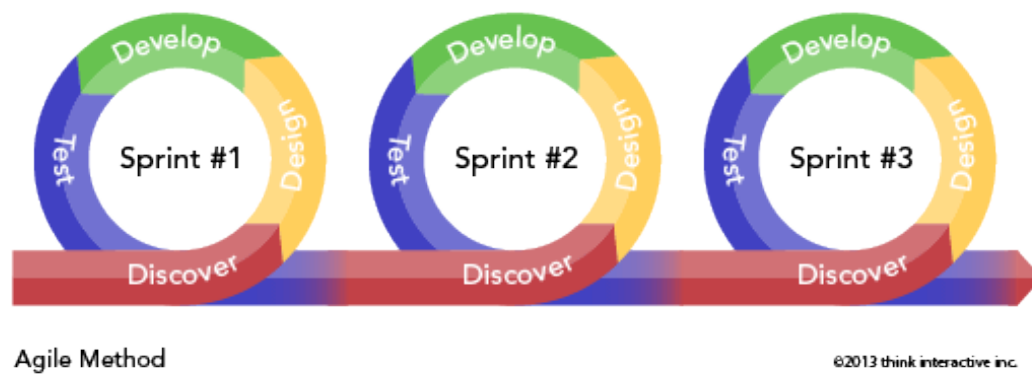 Develop
Test
Sprint #1
Design
Discover
Develop
Test
Sprint #2
Design
Discover
Develop
Test
Sprint #3
Design
Discover
Agile Method
©2013 think interactive inc.